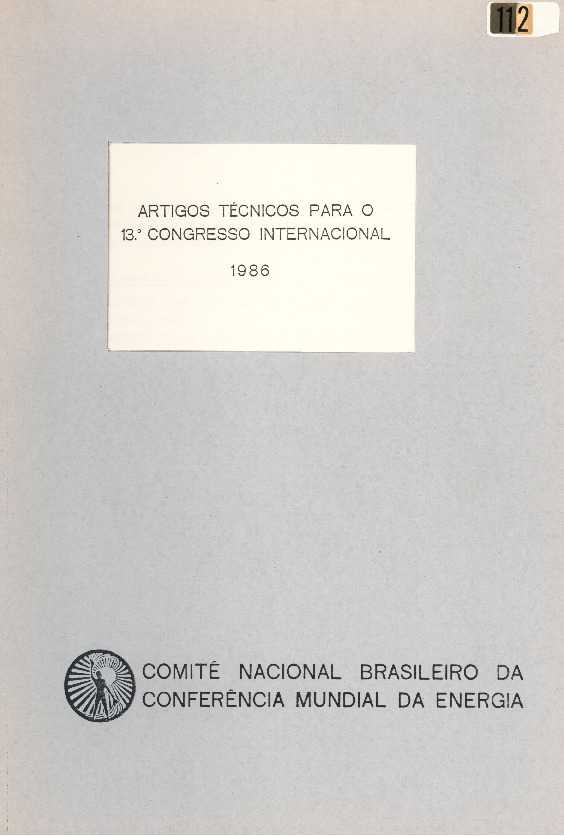 112
ARTIGOS TÉCNICOS PARA O
13.º CONGRESSO INTERNACIONAL
1986
COMITÊ NACIONAL BRASILEIRO DA
CONFERÊNCIA MUNDIAL DA ENERGIA